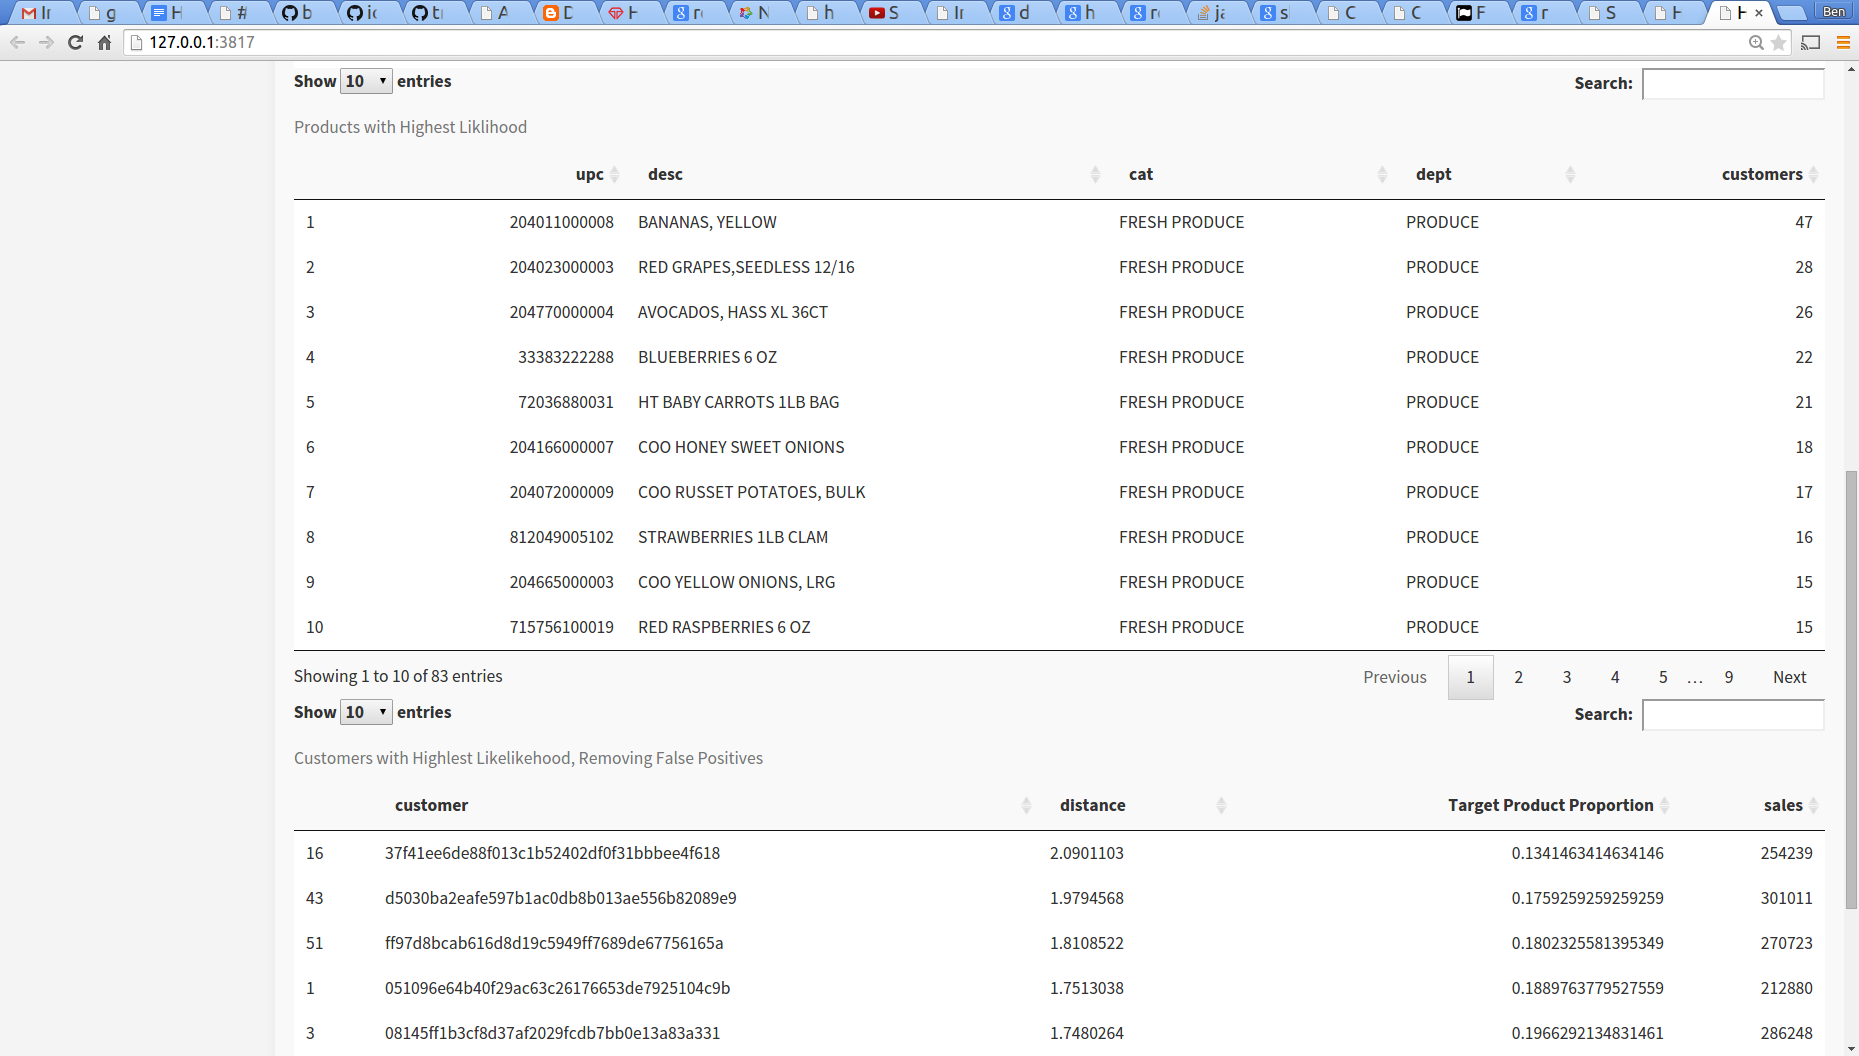 Ir g H # b ic tr A D H r N h S Ir d h r ja s C C F r S H H Ben
127.0.0.1:3817
Show 10 entries Search:
Products with Highest Liklihood
upc desc cat dept customers
1 204011000008 BANANAS, YELLOW FRESH PRODUCE PRODUCE 47
2 204023000003 RED GRAPES,SEEDLESS 12/16 FRESH PRODUCE PRODUCE 28
3 204770000004 AVOCADOS, HASS XL 36CT FRESH PRODUCE PRODUCE 26
4 33383222288 BLUEBERRIES 6 OZ FRESH PRODUCE PRODUCE 22
5 72036880031 HT BABY CARROTS 1LB BAG FRESH PRODUCE PRODUCE 21
6 204166000007 COO HONEY SWEET ONIONS FRESH PRODUCE PRODUCE 18
7 204072000009 COO RUSSET POTATOES, BULK FRESH PRODUCE PRODUCE 17
8 812049005102 STRAWBERRIES 1LB CLAM FRESH PRODUCE PRODUCE 16
9 204665000003 COO YELLOW ONIONS, LRG FRESH PRODUCE PRODUCE 15
10 715756100019 RED RASPBERRIES 6 OZ FRESH PRODUCE PRODUCE 15
Showing 1 to 10 of 83 entries Previous 1 2 3 4 5 … 9 Next
Show 10 entries Search:
Customers with Highlest Likelikehood, Removing False Positives
customer distance Target Product Proportion sales
16 37f41ee6de88f013c1b52402df0f31bbbee4f618 2.0901103 0.1341463414634146 254239
43 d5030ba2eafe597b1ac0db8b013ae556b82089e9 1.9794568 0.1759259259259259 301011
51 ff97d8bcab616d8d19c5949ff7689de67756165a 1.8108522 0.1802325581395349 270723
1 051096e64b40f29ac63c26176653de7925104c9b 1.7513038 0.1889763779527559 212880
3 08145ff1b3cf8d37af2029fcdb7bb0e13a83a331 1.7480264 0.1966292134831461 286248